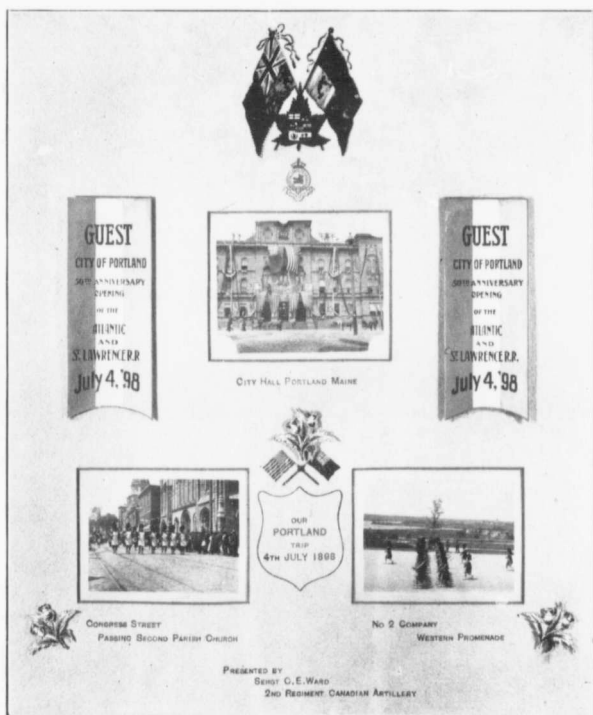 GUEST
CITY OF PORTLAND
50TH ANNIVERSARY
OPENING
OF THE
ATLANTIC
AND
ST. LAWRENCE R.R.
July 4, '98
CITY HALL PORTLAND MAINE
GUEST
CITY OF PORTLAND
50TH ANNIVERSARY
OPENING
OF THE
ATLANTIC
AND
ST. LAWRENCE R.R.
July 4, '98
OUR
PORTLAND
TRIP
4TH JULY 1898
CONGRESS STREET
PASSING SECOND PARISH CHURCH
NO 2 COMPANY
WESTERN PROMENADE
PRESENTED BY
SERGT C. E. WARD
2ND REGIMENT CANADIAN ARTILLERY